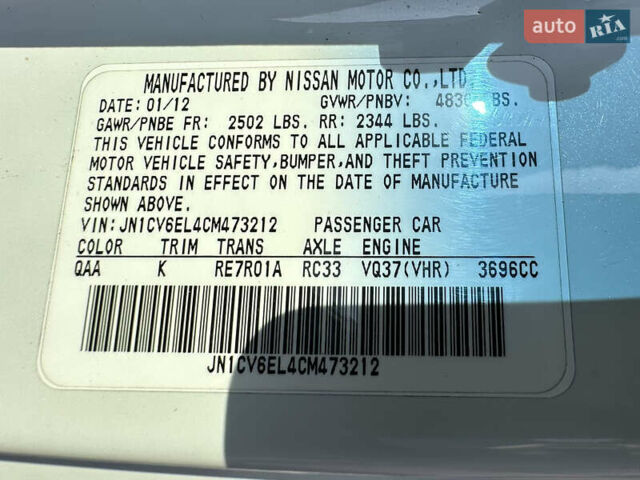 auto RIA .com
MANUFACTURED BY NISSAN MOTOR CO.,LTD.
DATE: 01/12 GVWR/PNBV: LBS.
GAWR/PNBE FR: 2502 LBS. RR: 2344 LBS.
THIS VEHICLE CONFORMS TO ALL APPLICABLE FEDERAL
MOTOR VEHICLE SAFETY,BUMPER,AND THEFT PREVENTION
STANDARDS IN EFFECT ON THE DATE OF MANUFACTURE
SHOWN ABOVE.
VIN:JN1CV6EL4CM473212 PASSENGER CAR
COLOR TRIM TRANS AXLE ENGINE
QAA K RE7R01A RC33 VQ37(VHR) 3696CC
JN1CV6EL4CM473212